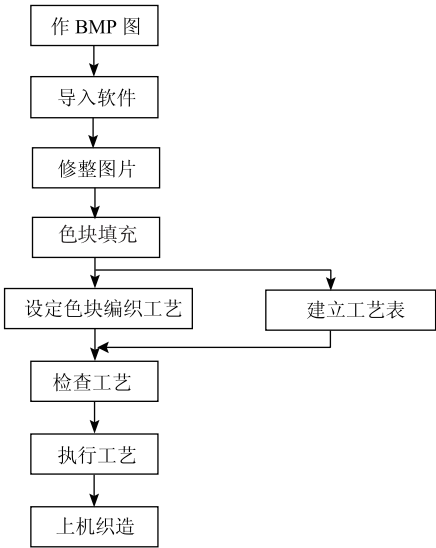 作 BMP 图
导入软件
修整图片
色块填充
设定色块编织工艺
建立工艺表
检查工艺
执行工艺
上机织造